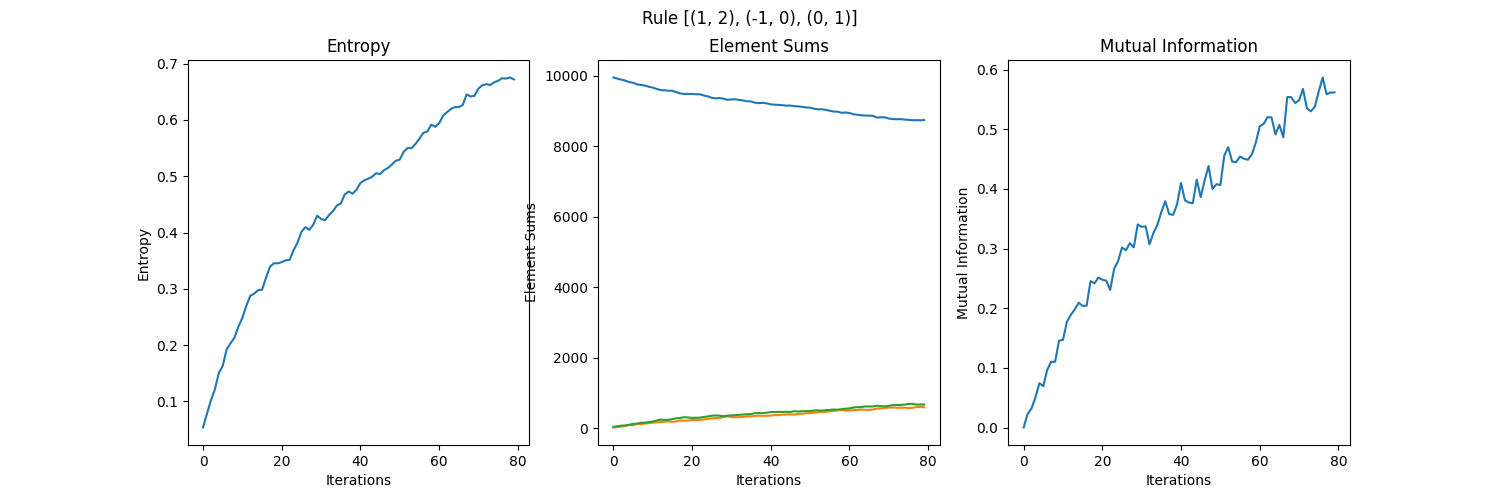 Rule [(1, 2), (-1, 0), (0, 1)]
Entropy
Entropy
0.7
0.6
0.5
0.4
0.3
0.2
0.1
0 20 40 60 80
Iterations
Element Sums
Element Sums
10000
8000
6000
4000
2000
0
0 20 40 60 80
Iterations
Mutual Information
Mutual Information
0.6
0.5
0.4
0.3
0.2
0.1
0.0
0 20 40 60 80
Iterations